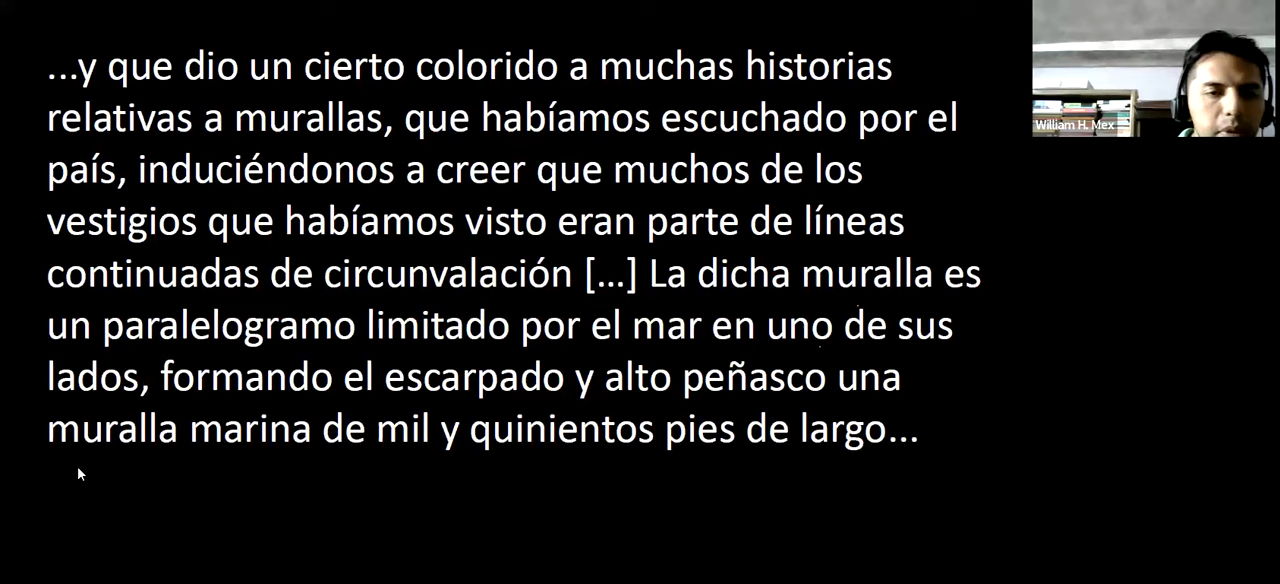 ...y que dio un cierto colorido a muchas historias
relativas a murallas, que habíamos escuchado por el
país, induciéndonos a creer que muchos de los
vestigios que habíamos visto eran parte de líneas
continuadas de circunvalación [...] La dicha muralla es
un paralelogramo limitado por el mar en uno de sus
lados, formando el escarpado y alto peñasco una
muralla marina de mil y quinientos pies de largo...
William H. Mex